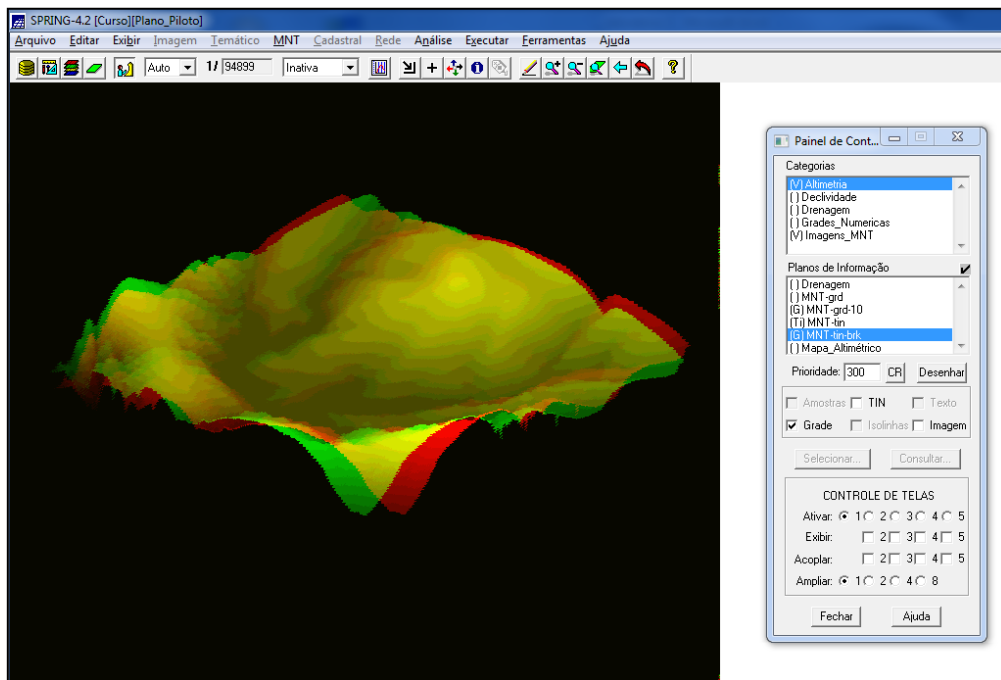 SPRING-4.2 [Curso][Plano_Piloto]
Arquivo Editar Exibir Imagem Temático MNT Cadastral Rede Análise Executar Ferramentas Ajuda
Auto 1/ 94899 Inativa
Painel de Cont...
Categorias
(V) Altimetria
( ) Declividade
( ) Drenagem
( ) Grades_Numericas
(V) Imagens_MNT
Planos de Informação
( ) Drenagem
( ) MNT-grd
(G) MNT-grd-10
(Ti) MNT-tin
(G) MNT-tin-brk
( ) Mapa_Altimétrico
Prioridade: 300 CR Desenhar
Amostras TIN Texto
Grade Isolinhas Imagem
Selecionar... Consultar...
CONTROLE DE TELAS
Ativar: 1 2 3 4 5
Exibir: 2 3 4 5
Acoplar: 2 3 4 5
Ampliar: 1 2 4 8
Fechar Ajuda